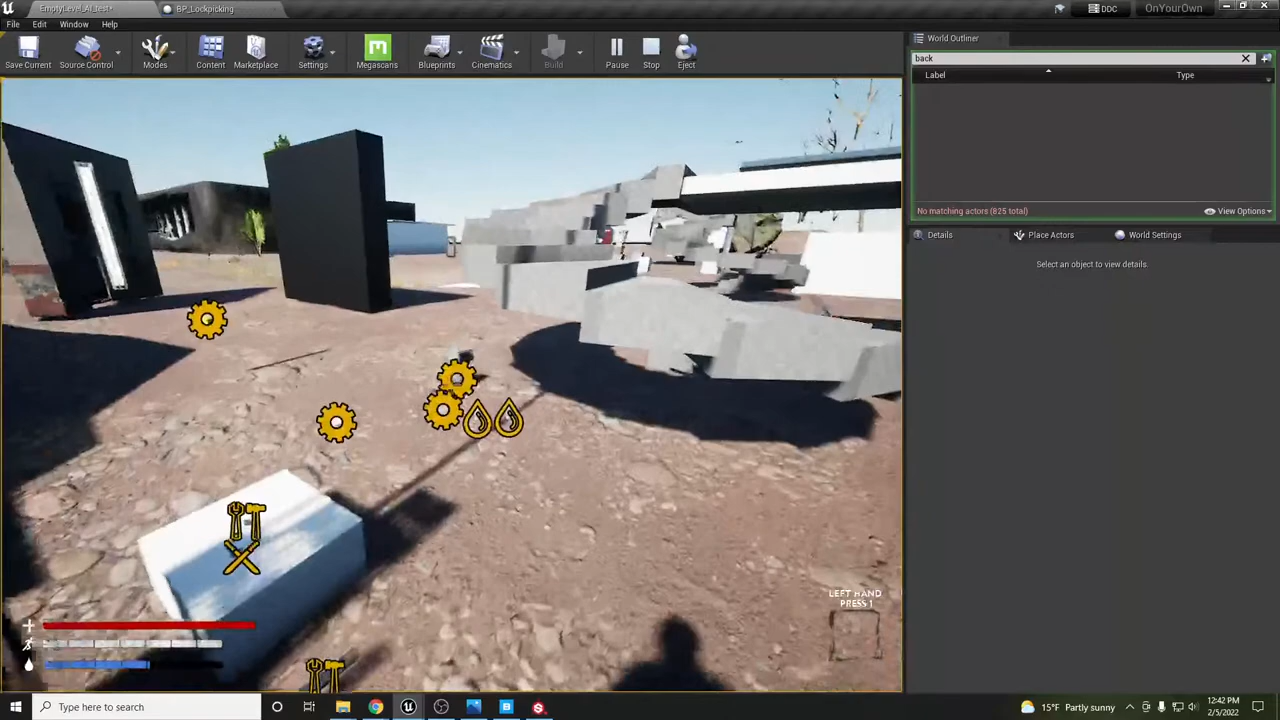 EmptyLevel_AI_test*
BP_Lockpicking
DDC
OnYourOwn
File Edit Window Help
Save Current
Source Control
Modes
Content
Marketplace
Settings
Megascans
Blueprints
Cinematics
Build
Pause
Stop
Eject
World Outliner
back
Label
Type
No matching actors (825 total)
View Options
Details
Place Actors
World Settings
Select an object to view details.
LEFT HAND
PRESS 1
Type here to search
15°F Partly sunny
12:42 PM
2/5/2022